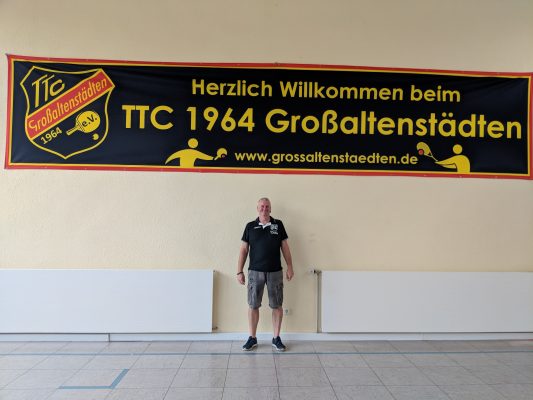 TTC
Großaltenstädten
1964
e.V.
Herzlich Willkommen beim
TTC 1964 Großaltenstädten
www.grossaltenstaedten.de